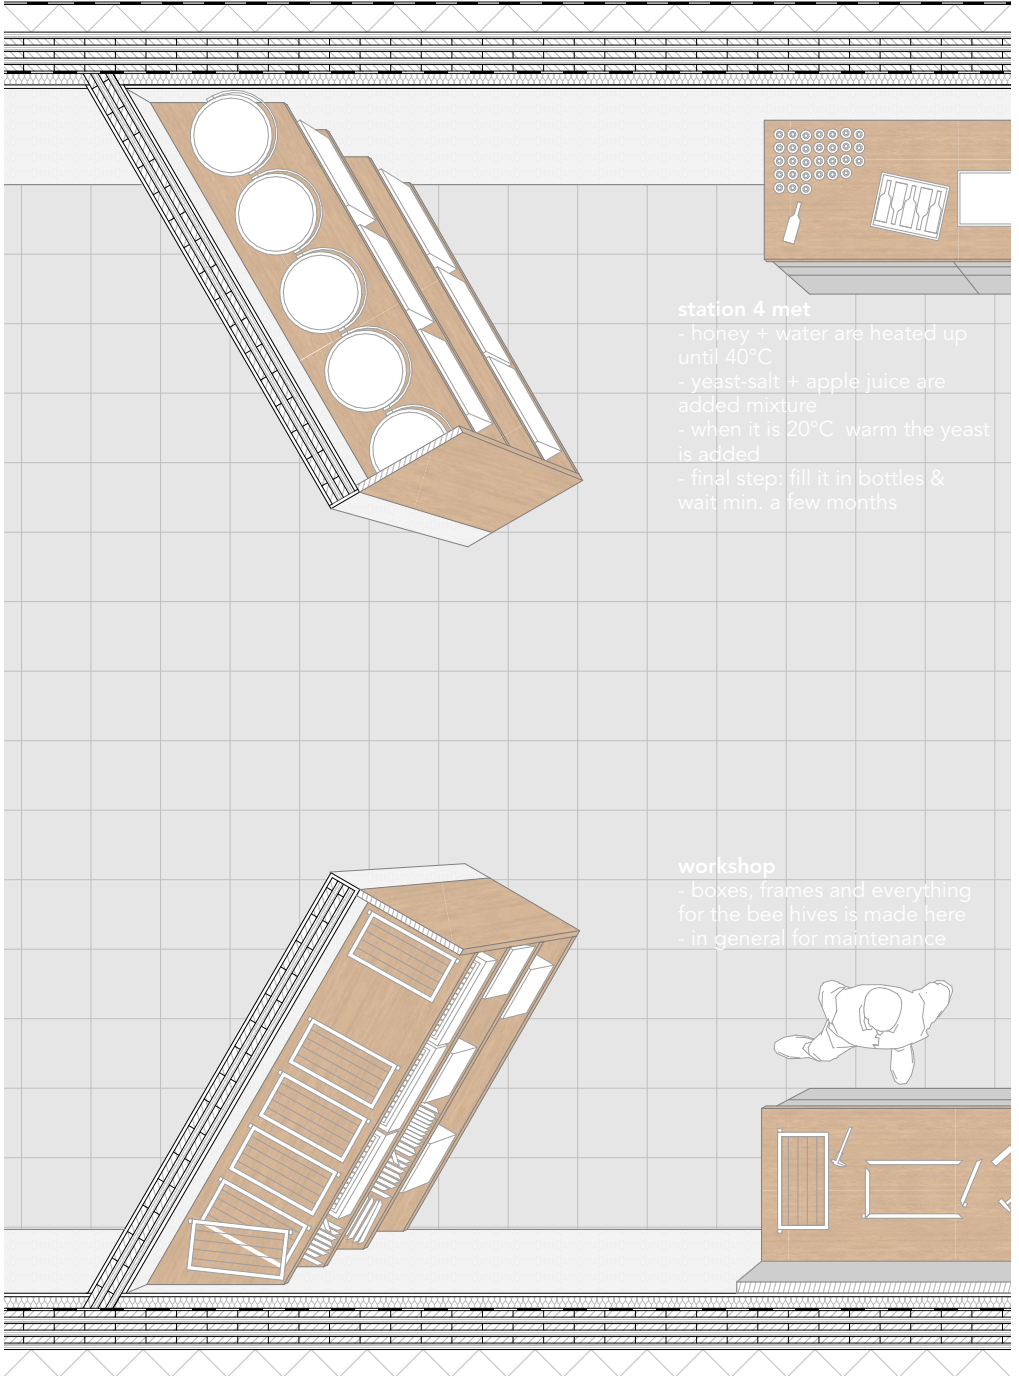 station 4 met
- honey + water are heated up
until 40°C
- yeast-salt + apple juice are
added mixture
- when it is 20°C  warm the yeast
is added
- final step: fill it in bottles &
wait min. a few months
workshop
- boxes, frames and everything
for the bee hives is made here
- in general for maintenance